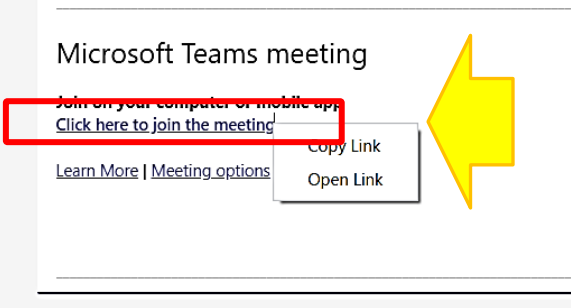 Microsoft Teams meeting
Join on your computer or mobile app
Click here to join the meeting
Copy Link
Learn More | Meeting options
Open Link